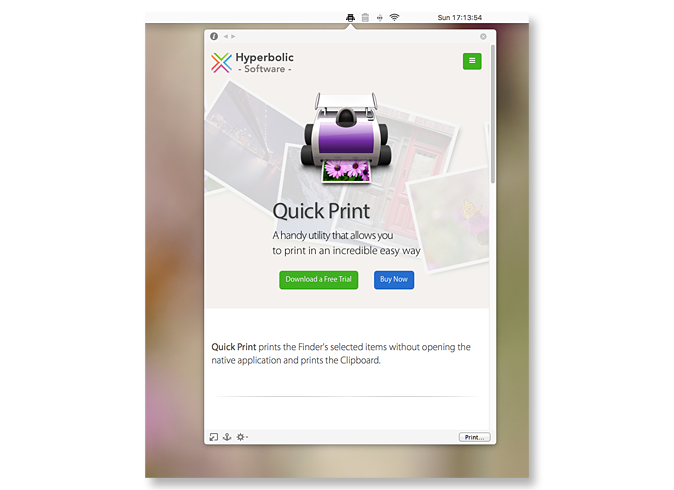 Sun 17:13:54
Hyperbolic
- Software -
Quick Print
A handy utility that allows you
to print in an incredible easy way
Download a Free Trial
Buy Now
Quick Print prints the Finder's selected items without opening the
native application and prints the Clipboard.
Print...